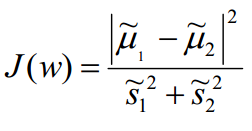 J(w) = |μ̃₁ − μ̃₂|² / s̃₁² + s̃₂²